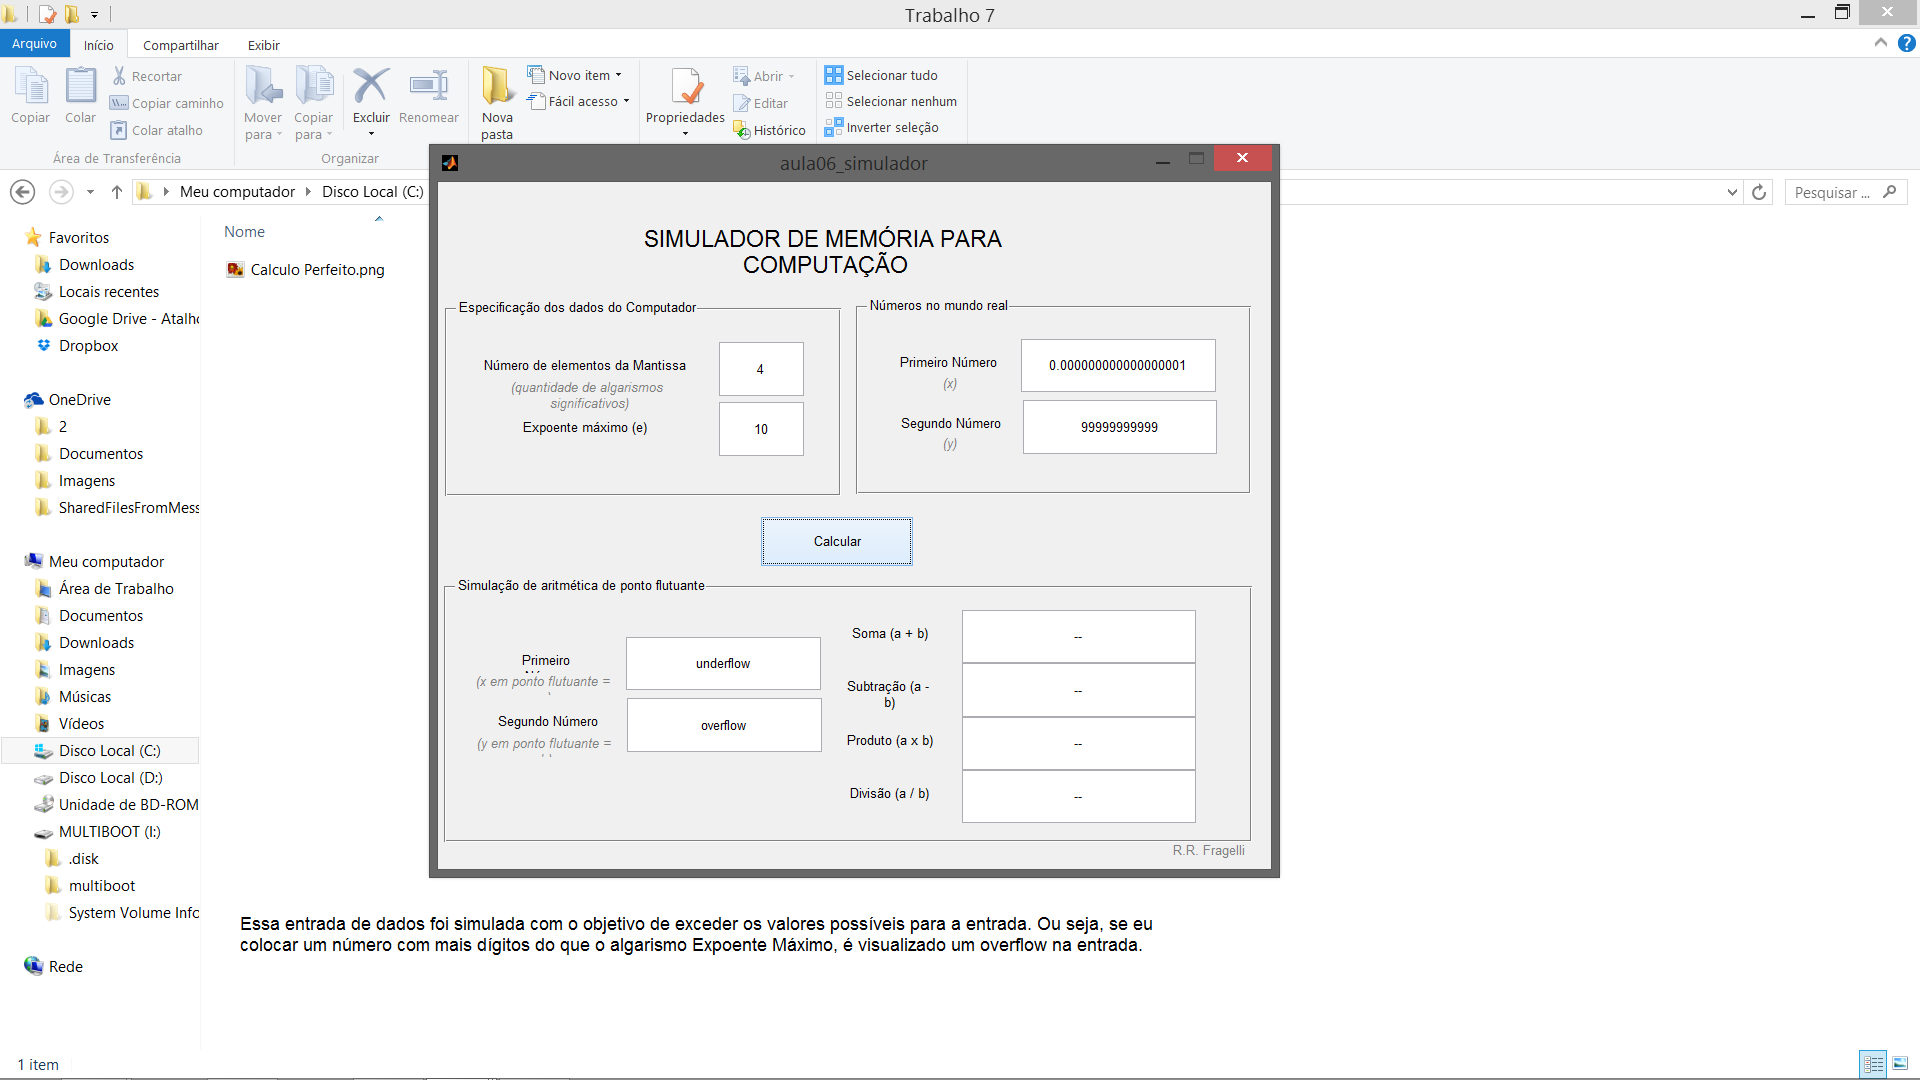 Trabalho 7
Arquivo
Início
Compartilhar
Exibir
Copiar
Colar
Recortar
Copiar caminho
Colar atalho
Área de Transferência
Mover para
Copiar para
Excluir
Renomear
Organizar
Nova pasta
Novo item
Fácil acesso
Propriedades
Abrir
Editar
Histórico
Selecionar tudo
Selecionar nenhum
Inverter seleção
Meu computador
Disco Local (C:)
Pesquisar ...
Favoritos
Downloads
Locais recentes
Google Drive - Atalh
Dropbox
OneDrive
2
Documentos
Imagens
SharedFilesFromMess
Meu computador
Área de Trabalho
Documentos
Downloads
Imagens
Músicas
Vídeos
Disco Local (C:)
Disco Local (D:)
Unidade de BD-ROM
MULTIBOOT (I:)
.disk
multiboot
System Volume Info
Rede
1 item
Nome
Calculo Perfeito.png
aula06_simulador
SIMULADOR DE MEMÓRIA PARA
COMPUTAÇÃO
Especificação dos dados do Computador
Número de elementos da Mantissa
(quantidade de algarismos
significativos)
4
Expoente máximo (e)
10
Números no mundo real
Primeiro Número
(x)
0.000000000000000001
Segundo Número
(y)
99999999999
Calcular
Simulação de aritmética de ponto flutuante
Primeiro
(x em ponto flutuante =
underflow
Segundo Número
(y em ponto flutuante =
overflow
Soma (a + b)
--
Subtração (a -
b)
--
Produto (a x b)
--
Divisão (a / b)
--
R.R. Fragelli
Essa entrada de dados foi simulada com o objetivo de exceder os valores possíveis para a entrada. Ou seja, se eu
colocar um número com mais dígitos do que o algarismo Expoente Máximo, é visualizado um overflow na entrada.